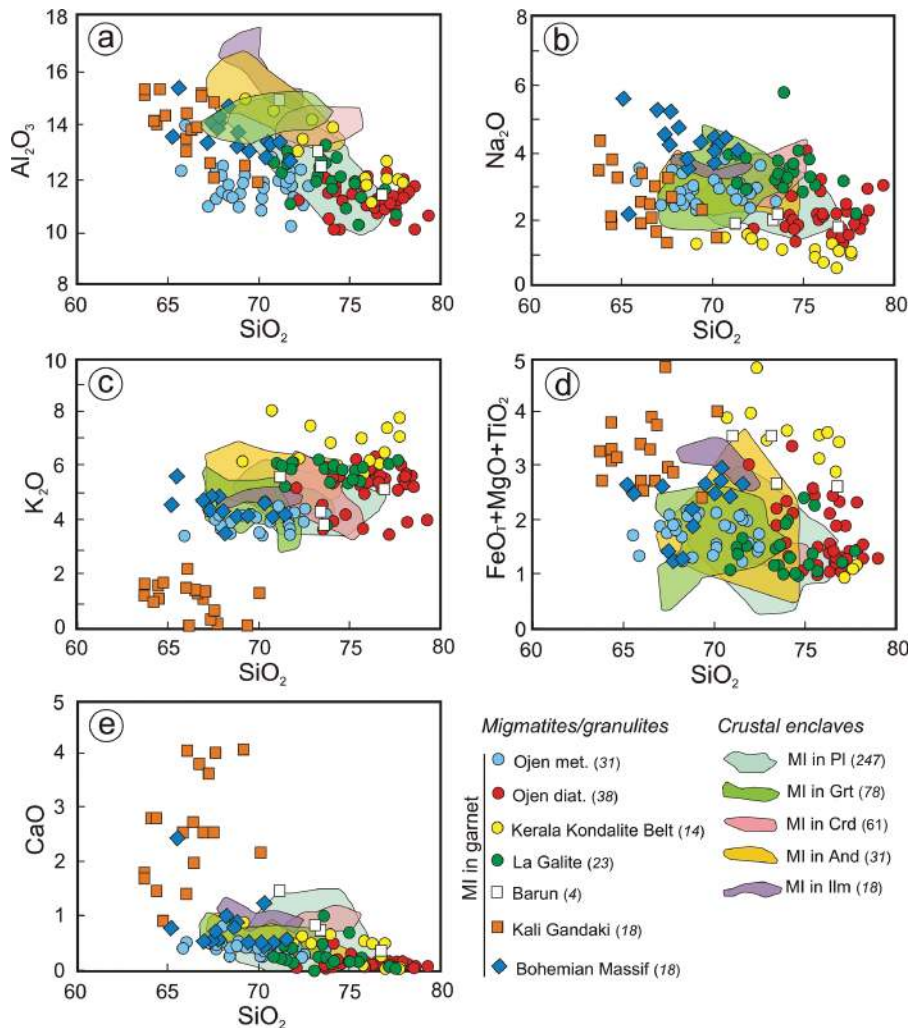 a
18
16
14
12
10
8
Al2O3
60 65 70 75 80
SiO2
b
8
6
4
2
0
Na2O
60 65 70 75 80
SiO2
c
10
8
6
4
2
0
K2O
60 65 70 75 80
SiO2
d
5
4
3
2
1
0
FeOT+MgO+TiO2
60 65 70 75 80
SiO2
e
5
4
3
2
1
0
CaO
60 65 70 75 80
SiO2
Migmatites/granulites
MI in garnet
Ojen met. (31)
Ojen diat. (38)
Kerala Kondalite Belt (14)
La Galite (23)
Barun (4)
Kali Gandaki (18)
Bohemian Massif (18)
Crustal enclaves
MI in Pl (247)
MI in Grt (78)
MI in Crd (61)
MI in And (31)
MI in Ilm (18)